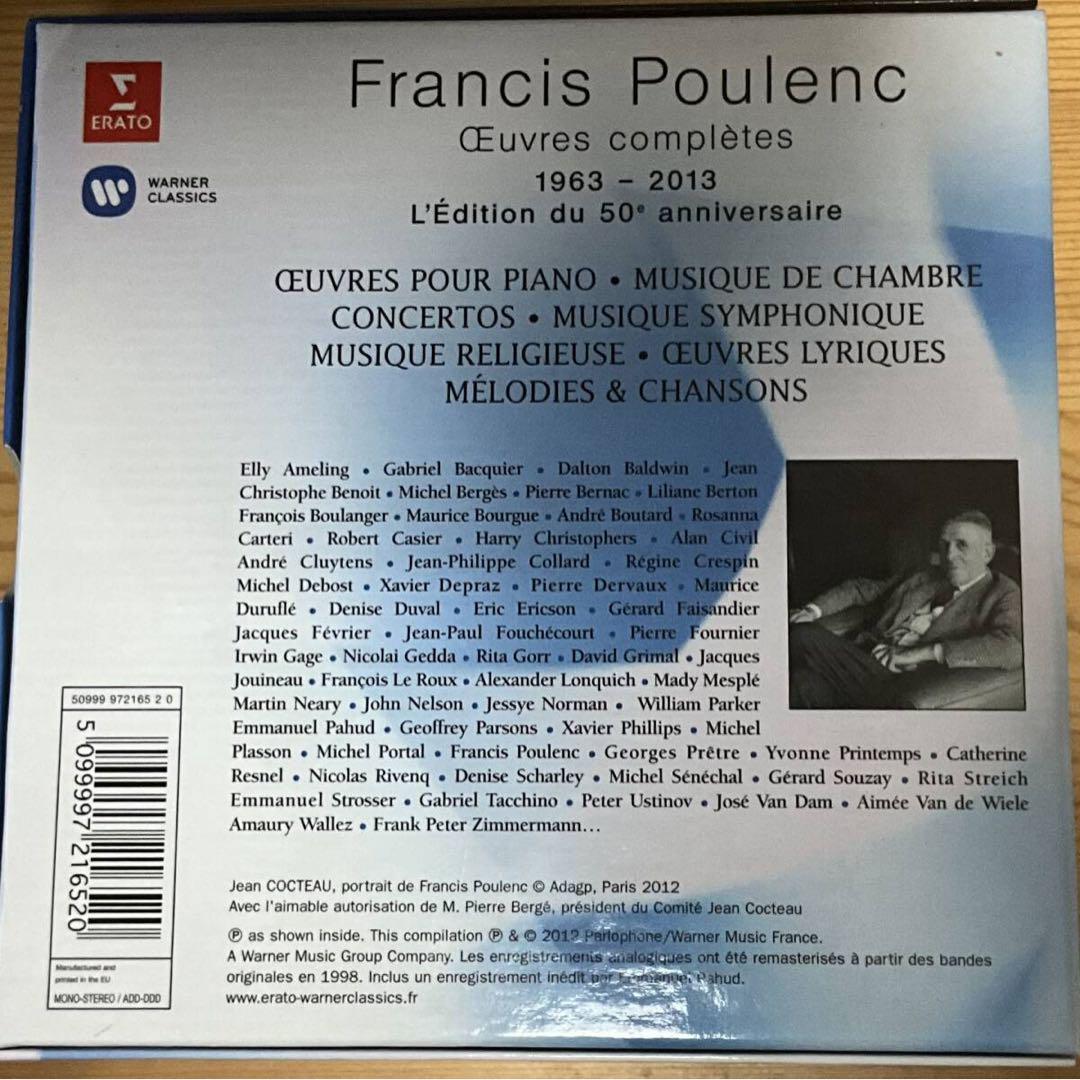 ERATO
WARNER
CLASSICS
Francis Poulenc
Œuvres complètes
1963 – 2013
L'Édition du 50e anniversaire
ŒUVRES POUR PIANO • MUSIQUE DE CHAMBRE
CONCERTOS • MUSIQUE SYMPHONIQUE
MUSIQUE RELIGIEUSE • ŒUVRES LYRIQUES
MÉLODIES & CHANSONS
Elly Ameling • Gabriel Bacquier • Dalton Baldwin • Jean
Christophe Benoit • Michel Bergès • Pierre Bernac • Liliane Berton
François Boulanger • Maurice Bourgue • André Boutard • Rosanna
Carteri • Robert Casier • Harry Christophers • Alan Civil
André Cluytens • Jean-Philippe Collard • Régine Crespin
Michel Debost • Xavier Depraz • Pierre Dervaux • Maurice
Duruflé • Denise Duval • Eric Ericson • Gérard Faisandier
Jacques Février • Jean-Paul Fouchécourt • Pierre Fournier
Irwin Gage • Nicolai Gedda • Rita Gorr • David Grimal • Jacques
Jouineau • François Le Roux • Alexander Lonquich • Mady Mesplé
Martin Neary • John Nelson • Jessye Norman • William Parker
Emmanuel Pahud • Geoffrey Parsons • Xavier Phillips • Michel
Plasson • Michel Portal • Francis Poulenc • Georges Prêtre • Yvonne Printemps • Catherine
Resnel • Nicolas Rivenq • Denise Scharley • Michel Sénéchal • Gérard Souzay • Rita Streich
Emmanuel Strosser • Gabriel Tacchino • Peter Ustinov • José Van Dam • Aimée Van de Wiele
Amaury Wallez • Frank Peter Zimmermann...
Jean COCTEAU, portrait de Francis Poulenc © Adagp, Paris 2012
Avec l'aimable autorisation de M. Pierre Bergé, président du Comité Jean Cocteau
℗ as shown inside. This compilation ℗ & © 2012 Parlophone/Warner Music France.
A Warner Music Group Company. Les enregistrements analogiques ont été remasterisés à partir des bandes
originales en 1998. Inclus un enregistrement inédit par Emmanuel Pahud.
www.erato-warnerclassics.fr
50999 972165 2 0
5 099997 216520
Manufactured and
printed in the EU
MONO-STEREO / ADD-DDD